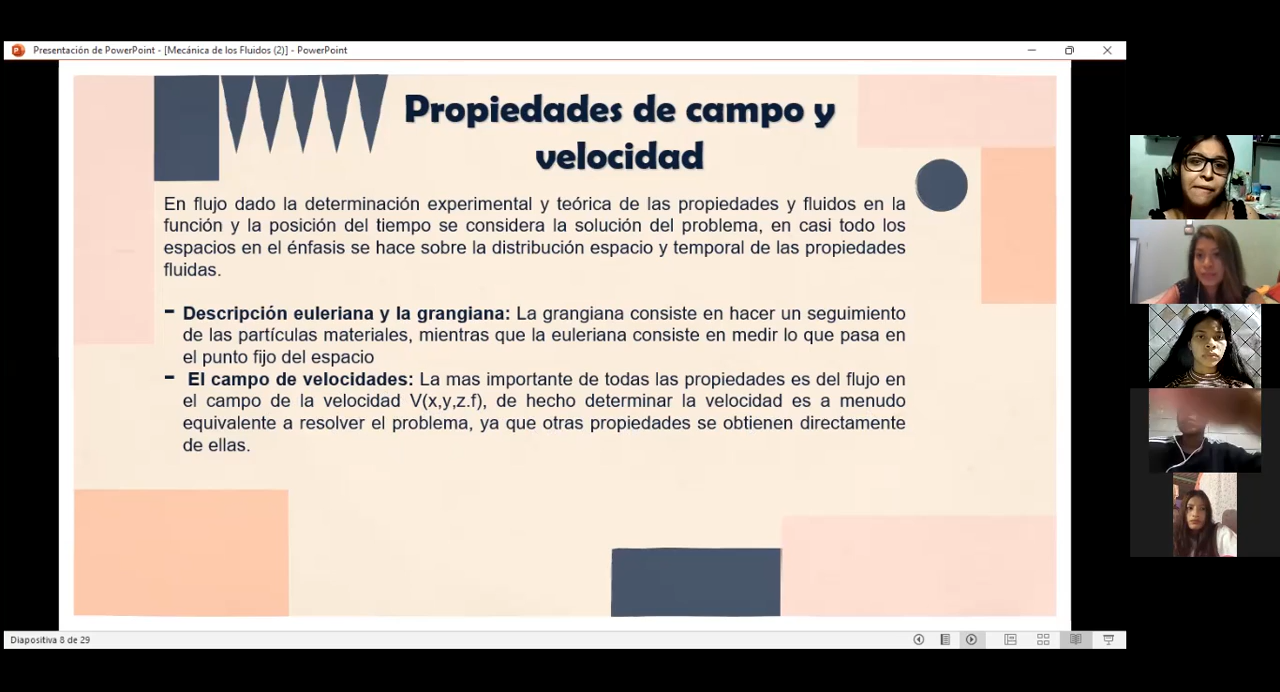 Presentación de PowerPoint - [Mecánica de los Fluidos (2)] - PowerPoint
Propiedades de campo y
velocidad
En flujo dado la determinación experimental y teórica de las propiedades y fluidos en la
función y la posición del tiempo se considera la solución del problema, en casi todo los
espacios en el énfasis se hace sobre la distribución espacio y temporal de las propiedades
fluidas.
- Descripción euleriana y la grangiana: La grangiana consiste en hacer un seguimiento
de las partículas materiales, mientras que la euleriana consiste en medir lo que pasa en
el punto fijo del espacio
- El campo de velocidades: La mas importante de todas las propiedades es del flujo en
el campo de la velocidad V(x,y,z.f), de hecho determinar la velocidad es a menudo
equivalente a resolver el problema, ya que otras propiedades se obtienen directamente
de ellas.
Diapositiva 8 de 29